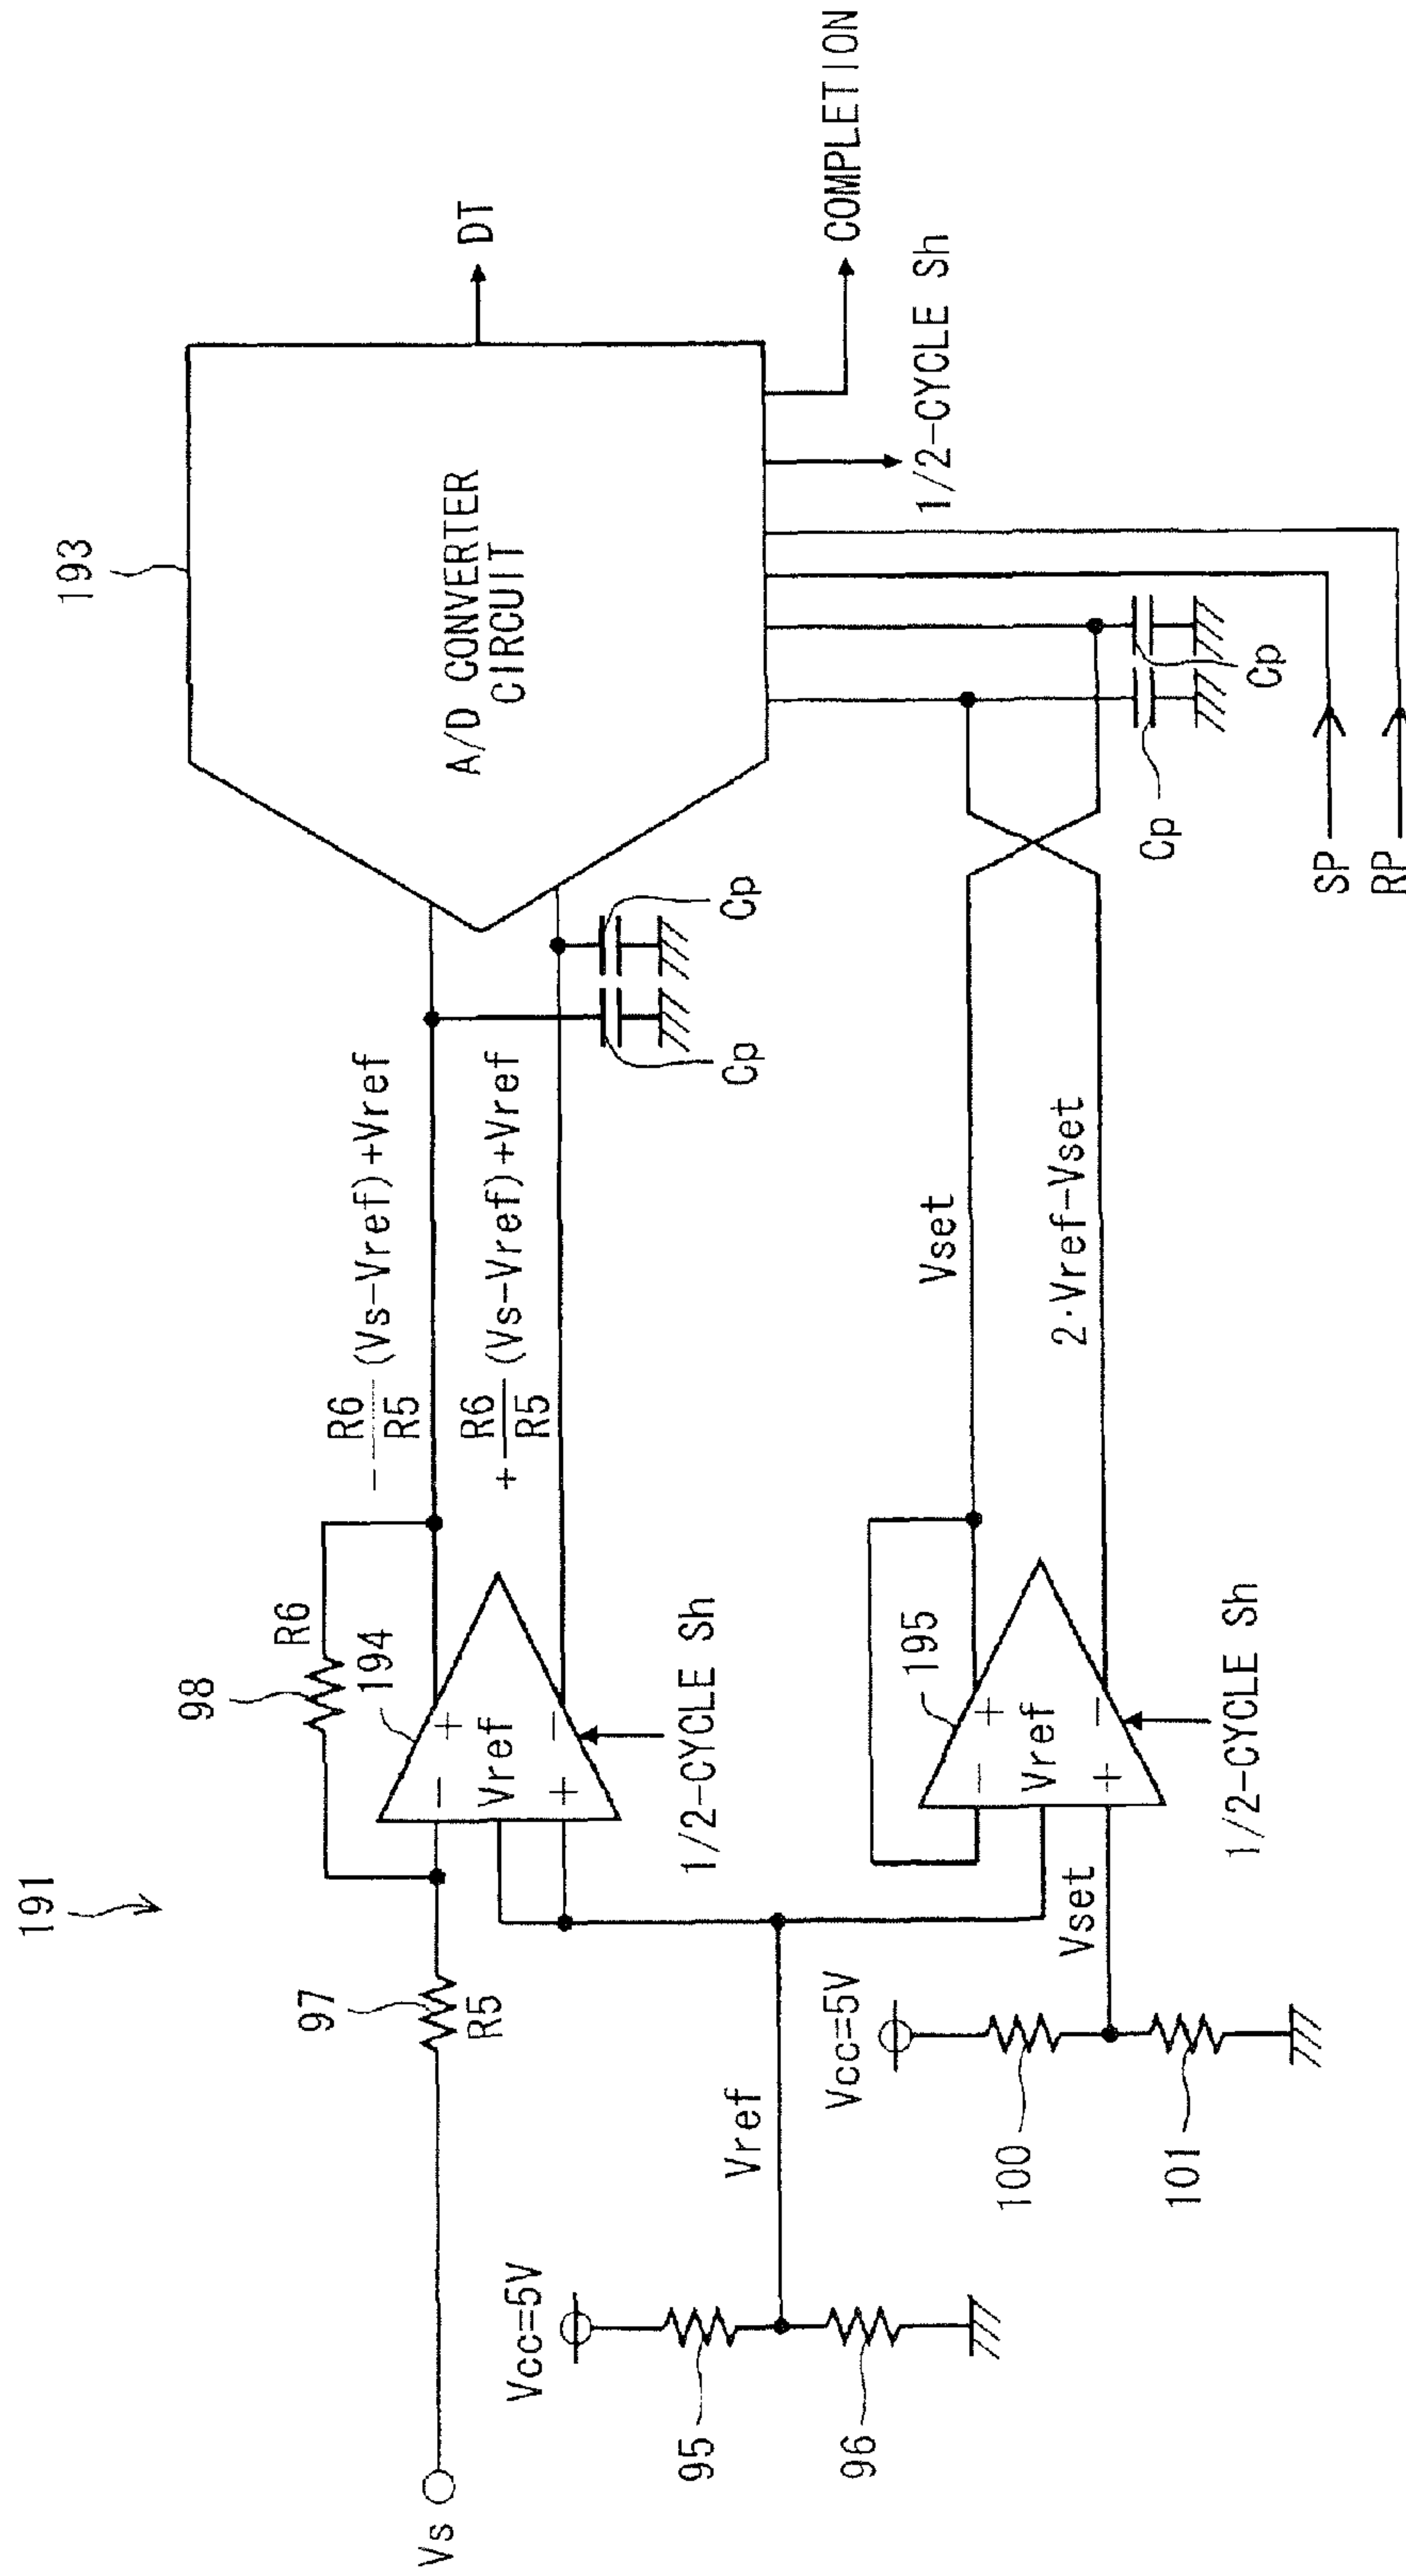 191
193
A/D CONVERTER
CIRCUIT
DT
COMPLETION
1/2-CYCLE Sh
98
R6
194
− R6/R5 (Vs−Vref)+Vref
+ R6/R5 (Vs−Vref)+Vref
Cp
Cp
Vs
97
R5
− +
Vref
+ −
1/2-CYCLE Sh
Vcc=5V
95
96
Vref
195
− +
Vref
+ −
Vset
2·Vref−Vset
Cp
Cp
Vcc=5V
Vset
100
101
1/2-CYCLE Sh
SP
RP